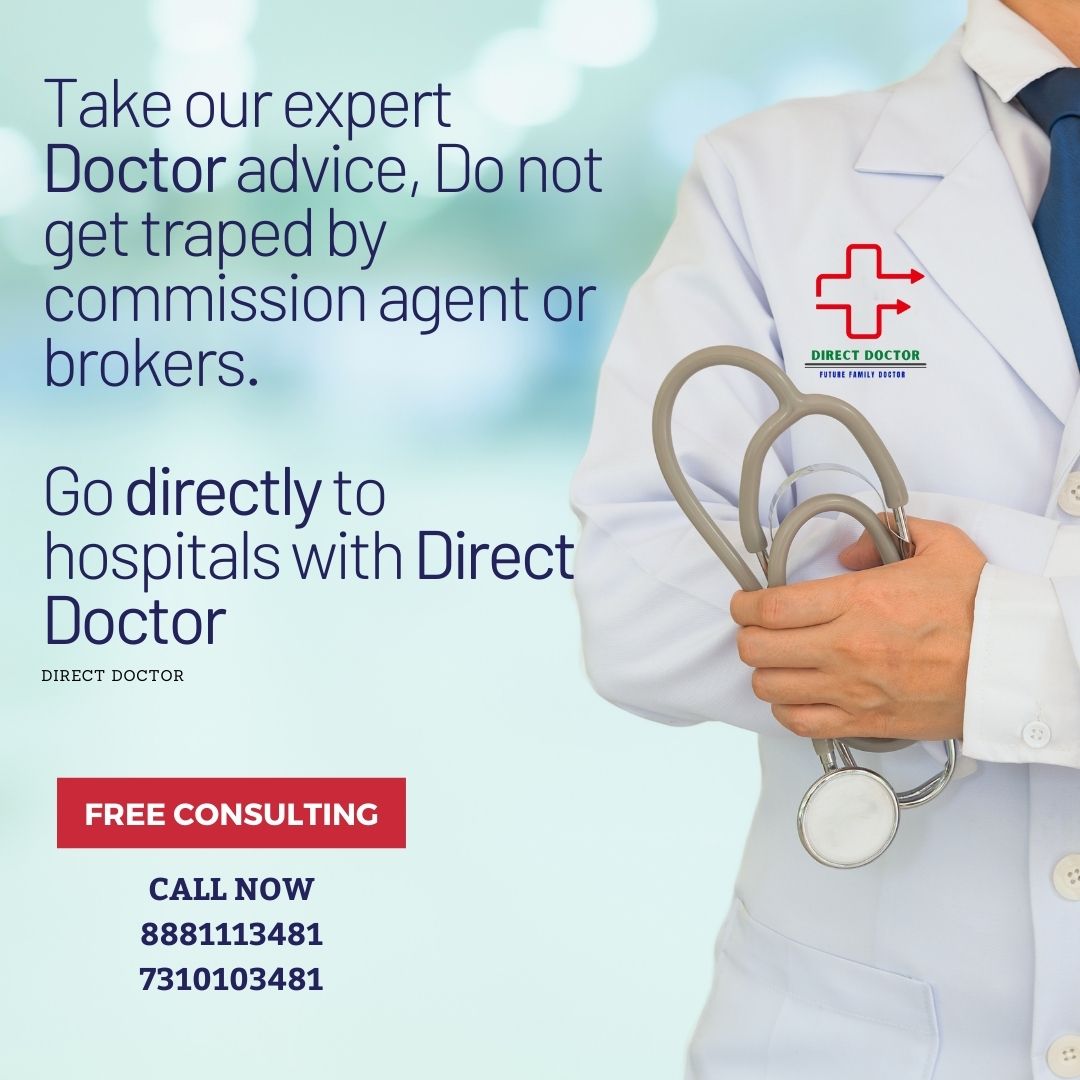 Take our expert
Doctor advice, Do not
get traped by
commission agent or
brokers.
Go directly to
hospitals with Direct
Doctor
DIRECT DOCTOR
FREE CONSULTING
CALL NOW
8881113481
7310103481
DIRECT DOCTOR
FUTURE FAMILY DOCTOR